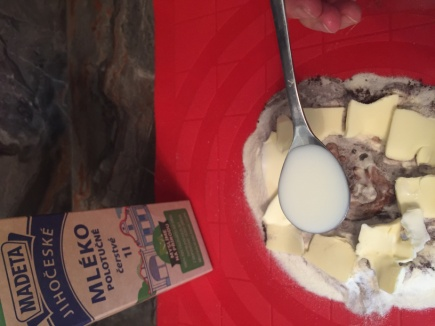 MADETA
JIHOČESKÉ
MLÉKO
POLOTUČNÉ
čerstvé
1l